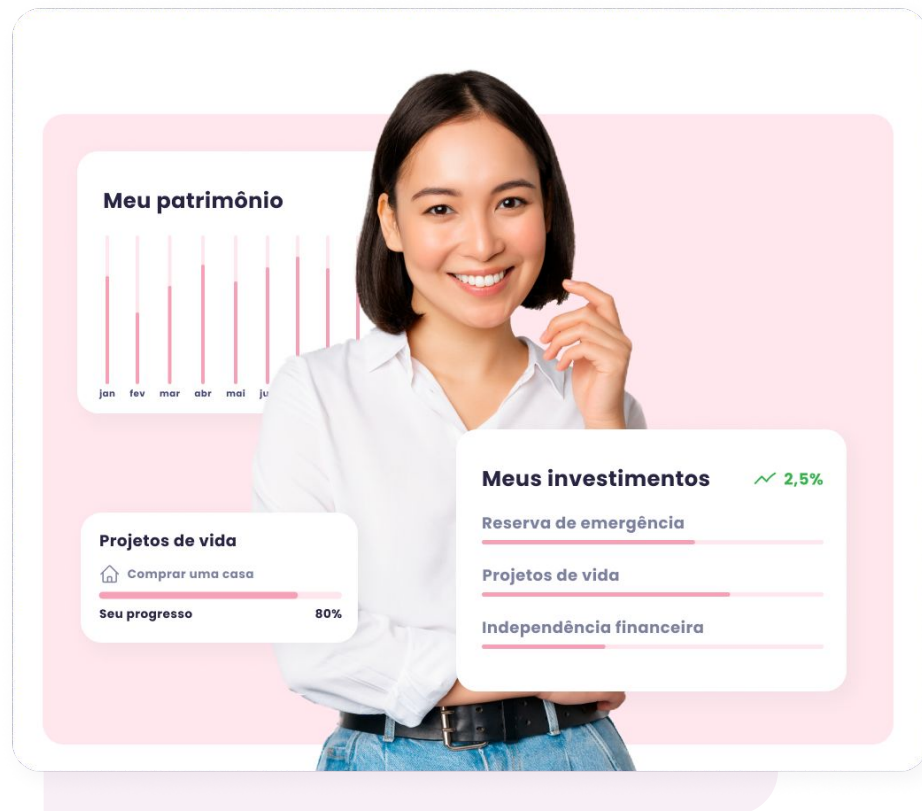 Meu patrimônio
jan fev mar abr mai
Projetos de vida
Comprar uma casa
Seu progresso 80%
Meus investimentos 2,5%
Reserva de emergência
Projetos de vida
Independência financeira